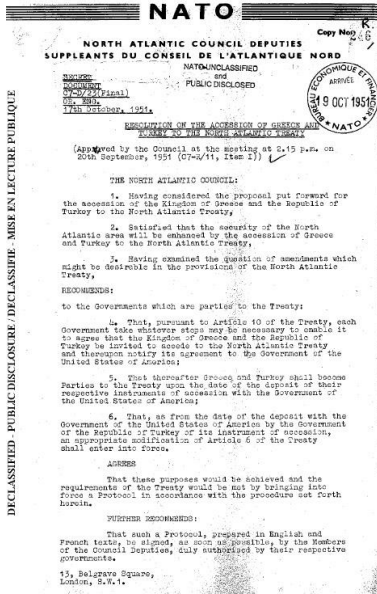 NATO
K.
Copy No. 246
NORTH ATLANTIC COUNCIL DEPUTIES
SUPPLEANTS DU CONSEIL DE L'ATLANTIQUE NORD
NATO UNCLASSIFIED
and
PUBLIC DISCLOSED
SECRET
DOCUMENT
C7-D/23(Final)
OR. ENG.
17th October, 1951.
BUREAU ECONOMIQUE ET FINANCIER
ARRIVÉE
19 OCT 1951
*NATO*
RESOLUTION ON THE ACCESSION OF GREECE AND
TURKEY TO THE NORTH ATLANTIC TREATY
(Approved by the Council at the meeting at 2.15 p.m. on
20th September, 1951 (C7-R/11, Item I))
THE NORTH ATLANTIC COUNCIL:
1. Having considered the proposal put forward for
the accession of the Kingdom of Greece and the Republic of
Turkey to the North Atlantic Treaty,
2. Satisfied that the security of the North
Atlantic area will be enhanced by the accession of Greece
and Turkey to the North Atlantic Treaty,
3. Having examined the question of amendments which
might be desirable in the provisions of the North Atlantic
Treaty,
RECOMMENDS:
to the Governments which are parties to the Treaty:
4. That, pursuant to Article 10 of the Treaty, each
Government take whatever steps may be necessary to enable it
to agree that the Kingdom of Greece and the Republic of
Turkey be invited to accede to the North Atlantic Treaty
and thereupon notify its agreement to the Government of the
United States of America;
5. That thereafter Greece and Turkey shall become
Parties to the Treaty upon the date of the deposit of their
respective instruments of accession with the Government of
the United States of America;
6. That, as from the date of the deposit with the
Government of the United States of America by the Government
of the Republic of Turkey of its instrument of accession,
an appropriate modification of Article 6 of the Treaty
shall enter into force.
AGREES
That these purposes would be achieved and the
requirements of the Treaty would be met by bringing into
force a Protocol in accordance with the procedure set forth
herein.
FURTHER RECOMMENDS:
That such a Protocol, prepared in English and
French texts, be signed, as soon as possible, by the Members
of the Council Deputies, duly authorised by their respective
governments.
13, Belgrave Square,
London, S.W.1.
DECLASSIFIED - PUBLIC DISCLOSURE / DECLASSIFIE - MISE EN LECTURE PUBLIQUE